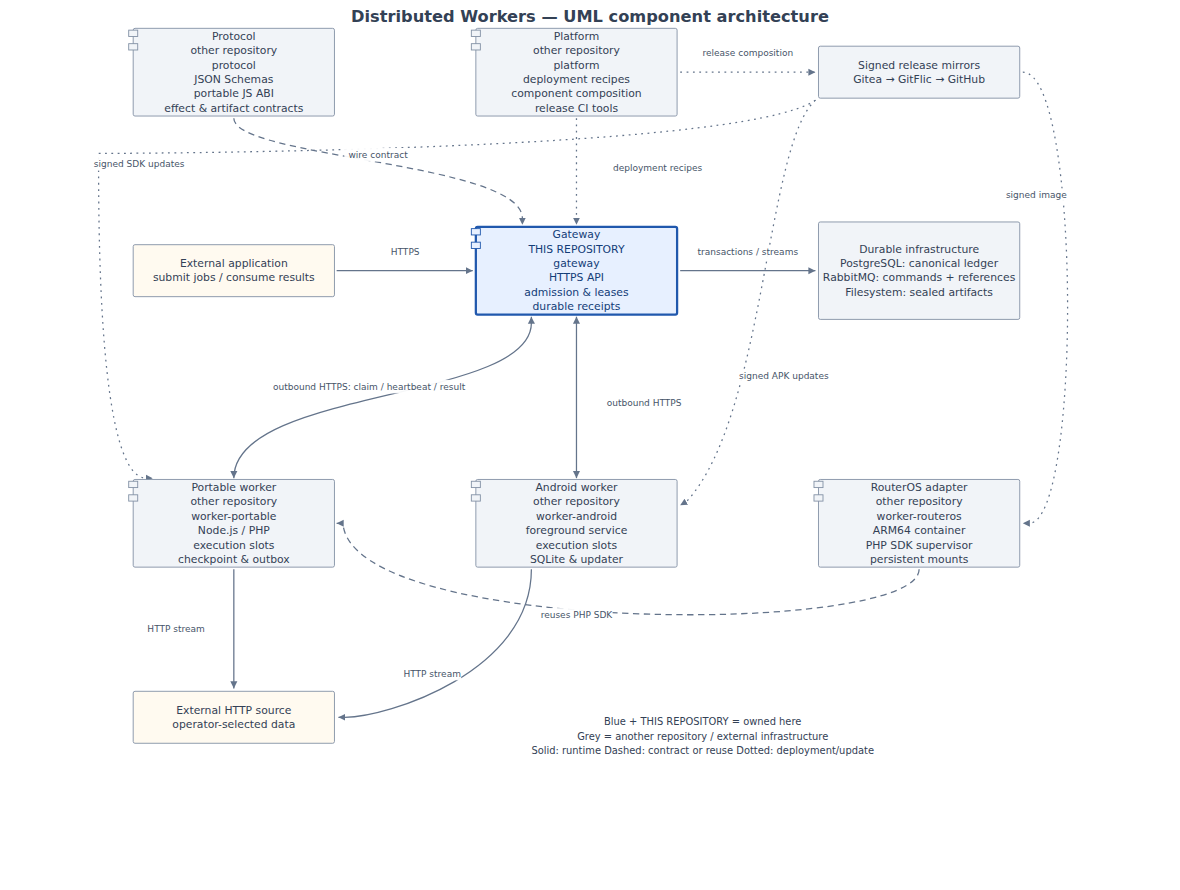 Distributed Workers — UML component architecture
Protocol
other repository
protocol
JSON Schemas
portable JS ABI
effect & artifact contracts
Platform
other repository
platform
deployment recipes
component composition
release CI tools
release composition
Signed release mirrors
Gitea → GitFlic → GitHub
signed SDK updates
wire contract
deployment recipes
signed image
External application
submit jobs / consume results
HTTPS
Gateway
THIS REPOSITORY
gateway
HTTPS API
admission & leases
durable receipts
transactions / streams
Durable infrastructure
PostgreSQL: canonical ledger
RabbitMQ: commands + references
Filesystem: sealed artifacts
outbound HTTPS: claim / heartbeat / result
outbound HTTPS
signed APK updates
Portable worker
other repository
worker-portable
Node.js / PHP
execution slots
checkpoint & outbox
Android worker
other repository
worker-android
foreground service
execution slots
SQLite & updater
RouterOS adapter
other repository
worker-routeros
ARM64 container
PHP SDK supervisor
persistent mounts
reuses PHP SDK
HTTP stream
HTTP stream
External HTTP source
operator-selected data
Blue + THIS REPOSITORY = owned here
Grey = another repository / external infrastructure
Solid: runtime Dashed: contract or reuse Dotted: deployment/update